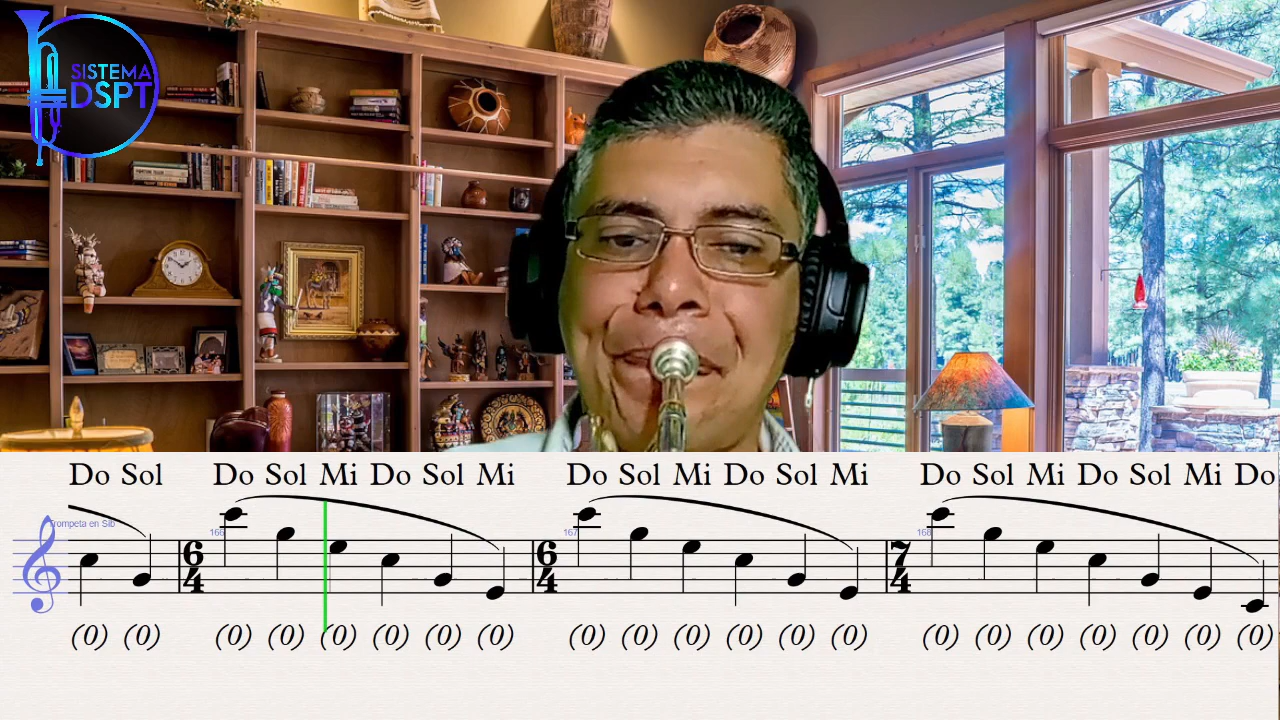 SISTEMA
DSPT
Do Sol Do Sol Mi Do Sol Mi Do Sol Mi Do Sol Mi Do Sol Mi Do Sol Mi Do
Trompeta en Sib
166 167 168
6 6 7
4 4 4
(0) (0) (0) (0) (0) (0) (0) (0) (0) (0) (0) (0) (0) (0) (0) (0) (0) (0) (0) (0) (0)